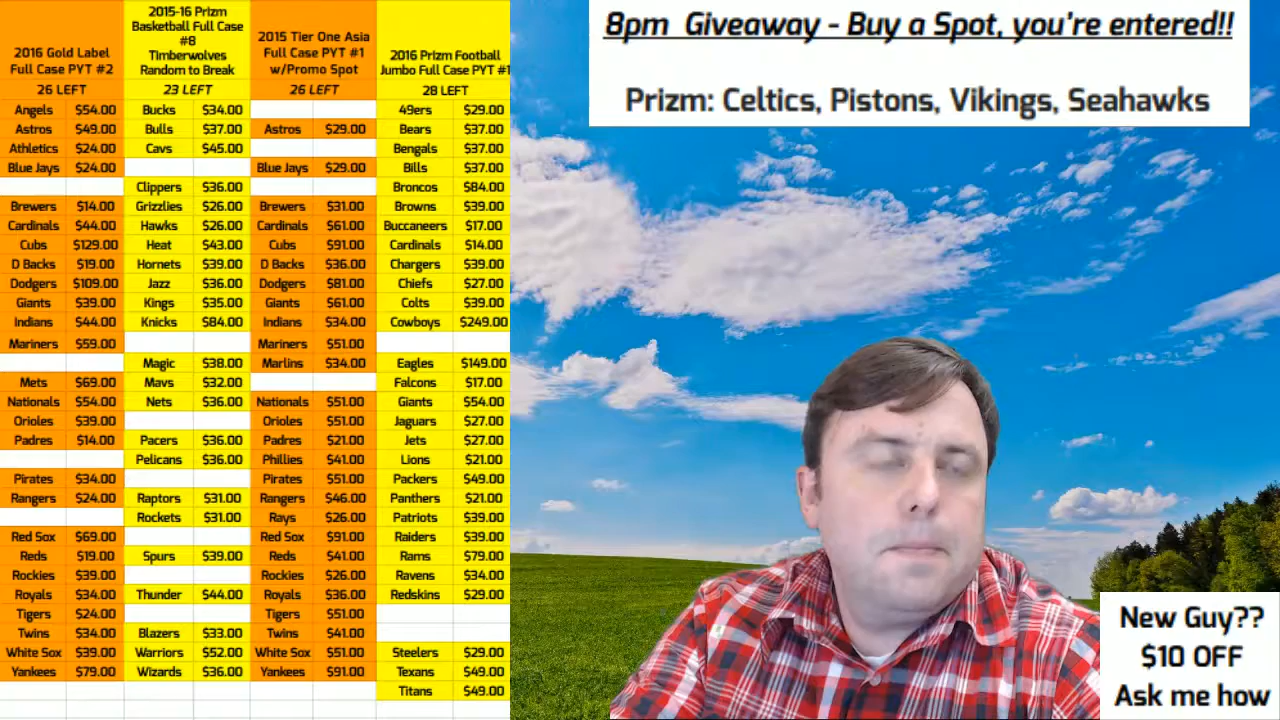 2016 Gold Label
Full Case PYT #2
26 LEFT
Angels $54.00
Astros $49.00
Athletics $24.00
Blue Jays $24.00
Brewers $14.00
Cardinals $44.00
Cubs $129.00
D Backs $19.00
Dodgers $109.00
Giants $39.00
Indians $44.00
Mariners $59.00
Mets $69.00
Nationals $54.00
Orioles $39.00
Padres $14.00
Pirates $34.00
Rangers $24.00
Red Sox $69.00
Reds $19.00
Rockies $39.00
Royals $34.00
Tigers $24.00
Twins $34.00
White Sox $39.00
Yankees $79.00
2015-16 Prizm
Basketball Full Case
#8
Timberwolves
Random to Break
23 LEFT
Bucks $34.00
Bulls $37.00
Cavs $45.00
Clippers $36.00
Grizzlies $26.00
Hawks $26.00
Heat $43.00
Hornets $39.00
Jazz $36.00
Kings $35.00
Knicks $84.00
Magic $38.00
Mavs $32.00
Nets $36.00
Pacers $36.00
Pelicans $36.00
Raptors $31.00
Rockets $31.00
Spurs $39.00
Thunder $44.00
Blazers $33.00
Warriors $52.00
Wizards $36.00
2015 Tier One Asia
Full Case PYT #1
w/Promo Spot
26 LEFT
Astros $29.00
Blue Jays $29.00
Brewers $31.00
Cardinals $61.00
Cubs $91.00
D Backs $36.00
Dodgers $81.00
Giants $61.00
Indians $34.00
Mariners $51.00
Marlins $34.00
Nationals $51.00
Orioles $51.00
Padres $21.00
Phillies $41.00
Pirates $51.00
Rangers $46.00
Rays $26.00
Red Sox $91.00
Reds $41.00
Rockies $26.00
Royals $36.00
Tigers $51.00
Twins $41.00
White Sox $51.00
Yankees $91.00
2016 Prizm Football
Jumbo Full Case PYT #1
28 LEFT
49ers $29.00
Bears $37.00
Bengals $37.00
Bills $37.00
Broncos $84.00
Browns $39.00
Buccaneers $17.00
Cardinals $14.00
Chargers $39.00
Chiefs $27.00
Colts $39.00
Cowboys $249.00
Eagles $149.00
Falcons $17.00
Giants $54.00
Jaguars $27.00
Jets $27.00
Lions $21.00
Packers $49.00
Panthers $21.00
Patriots $39.00
Raiders $39.00
Rams $79.00
Ravens $34.00
Redskins $29.00
Steelers $29.00
Texans $49.00
Titans $49.00
8pm Giveaway - Buy a Spot, you're entered!!
Prizm: Celtics, Pistons, Vikings, Seahawks
New Guy??
$10 OFF
Ask me how